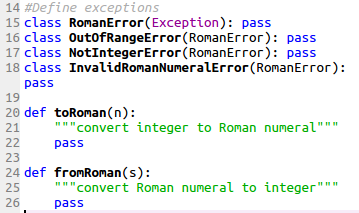 14 #Define exceptions
15 class RomanError(Exception): pass
16 class OutOfRangeError(RomanError): pass
17 class NotIntegerError(RomanError): pass
18 class InvalidRomanNumeralError(RomanError):
pass
19
20 def toRoman(n):
21     """convert integer to Roman numeral"""
22     pass
23
24 def fromRoman(s):
25     """convert Roman numeral to integer"""
26     pass